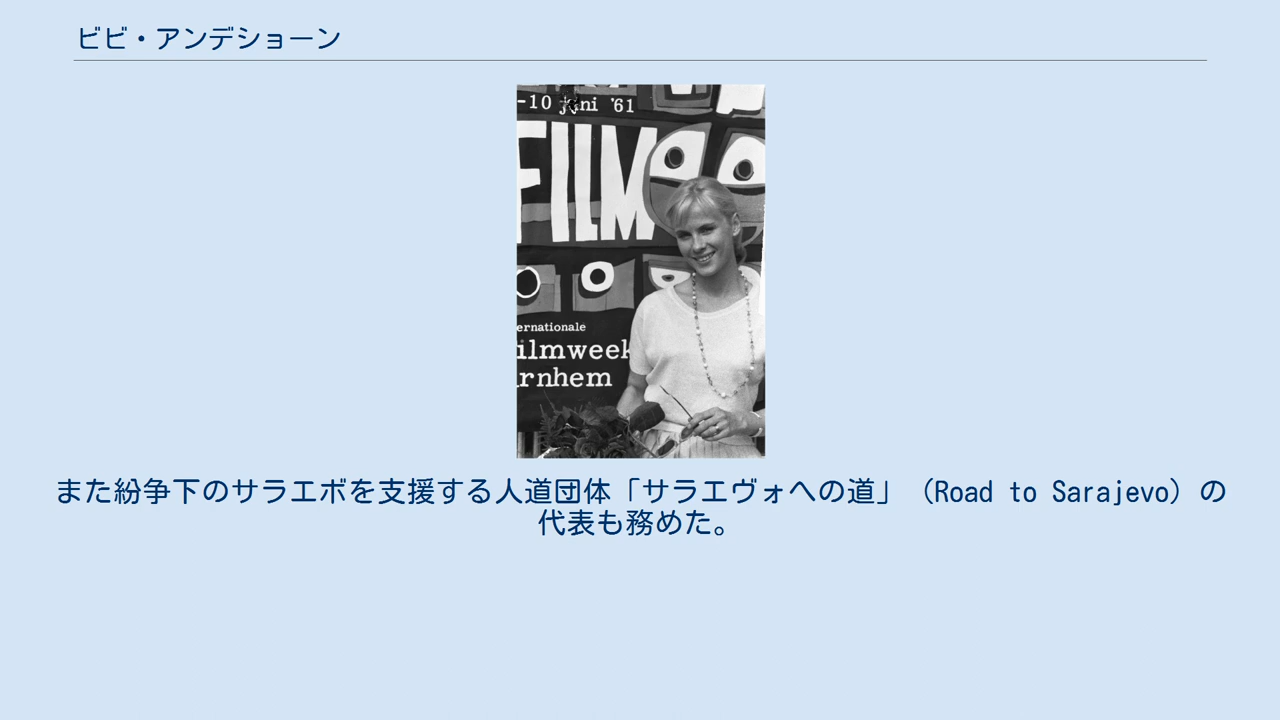 ビビ・アンデショーン
-10 juni '61
FILM
ernationale
ilmweek
rnhem
また紛争下のサラエボを支援する人道団体「サラエヴォへの道」（Road to Sarajevo）の
代表も務めた。